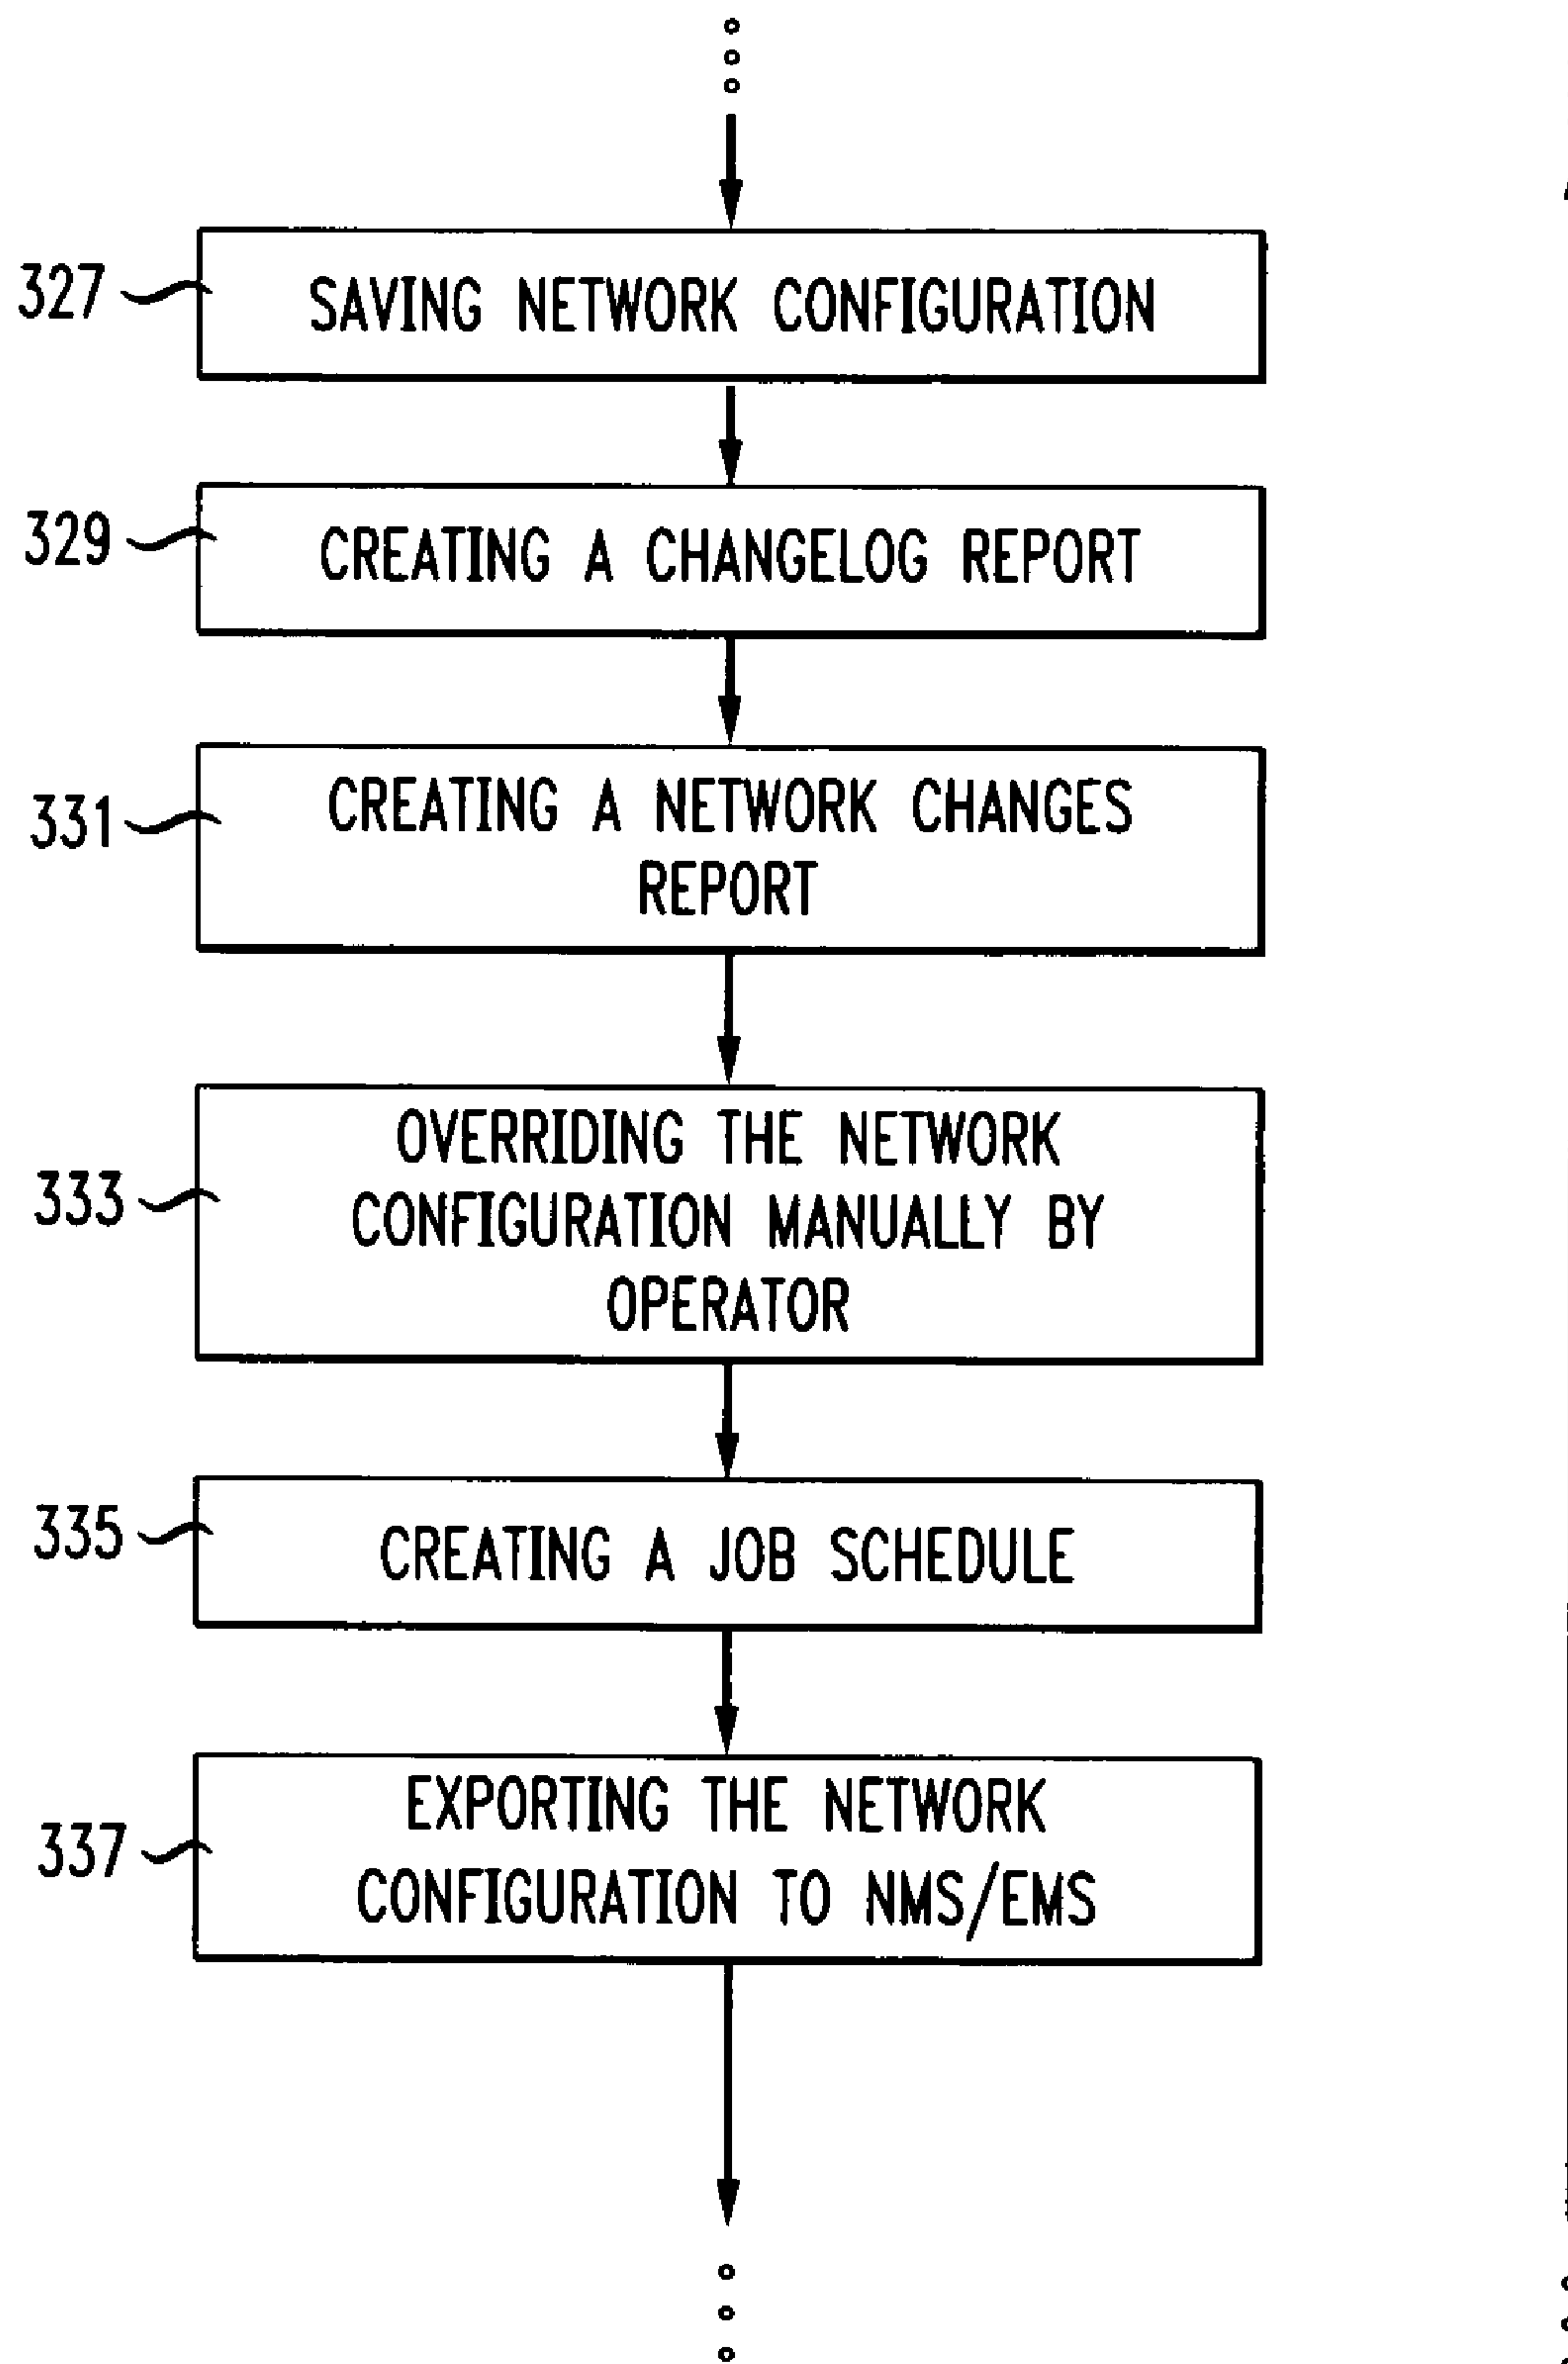 327
SAVING NETWORK CONFIGURATION
329
CREATING A CHANGELOG REPORT
331
CREATING A NETWORK CHANGES
REPORT
333
OVERRIDING THE NETWORK
CONFIGURATION MANUALLY BY
OPERATOR
335
CREATING A JOB SCHEDULE
337
EXPORTING THE NETWORK
CONFIGURATION TO NMS/EMS